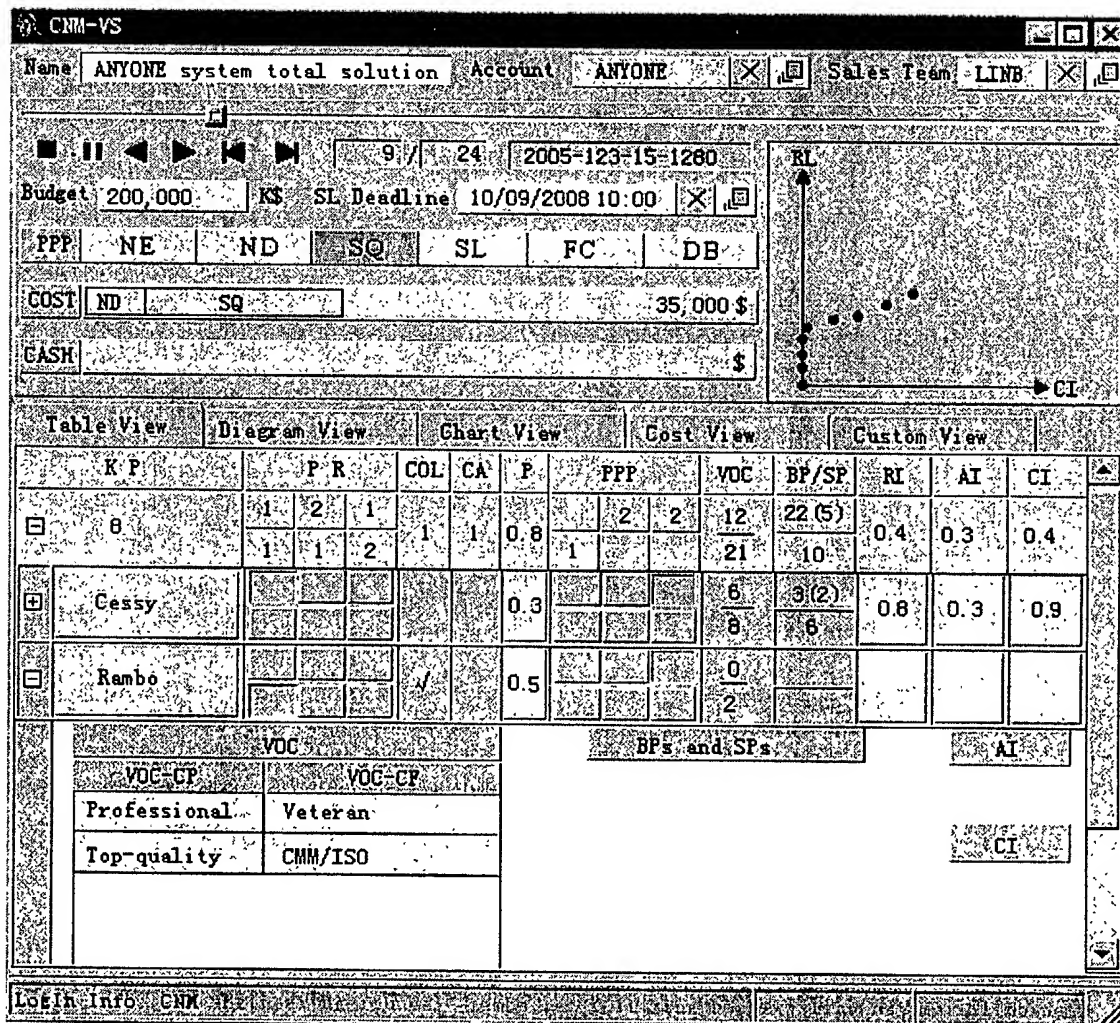 CNM-VS
Name ANYONE system total solution Account ANYONE Sales Team LINB
9 / 24 2005-123-15-1280
Budget 200,000 K$ SL Deadline 10/09/2008 10:00
PPP NE ND SQ SL FC DB
COST ND SQ 35,000 $
CASH $
RL
CI
Table View Diagram View Chart View Cost View Custom View
K P P R COL CA P PPP VOC BP/SP RI AI CI
8 1 2 1 1 1 0.8 2 2 12 22(5) 0.4 0.3 0.4
1 1 2 1 21 10
Cessy 0.3 6 3(2) 0.8 0.3 0.9
8 6
Rambo √ 0.5 0
2
VOC BPs and SPs AI
VOC-CP VOC-CF
Professional Veteran
Top-quality CMM/ISO CI
LogIn Info CNM